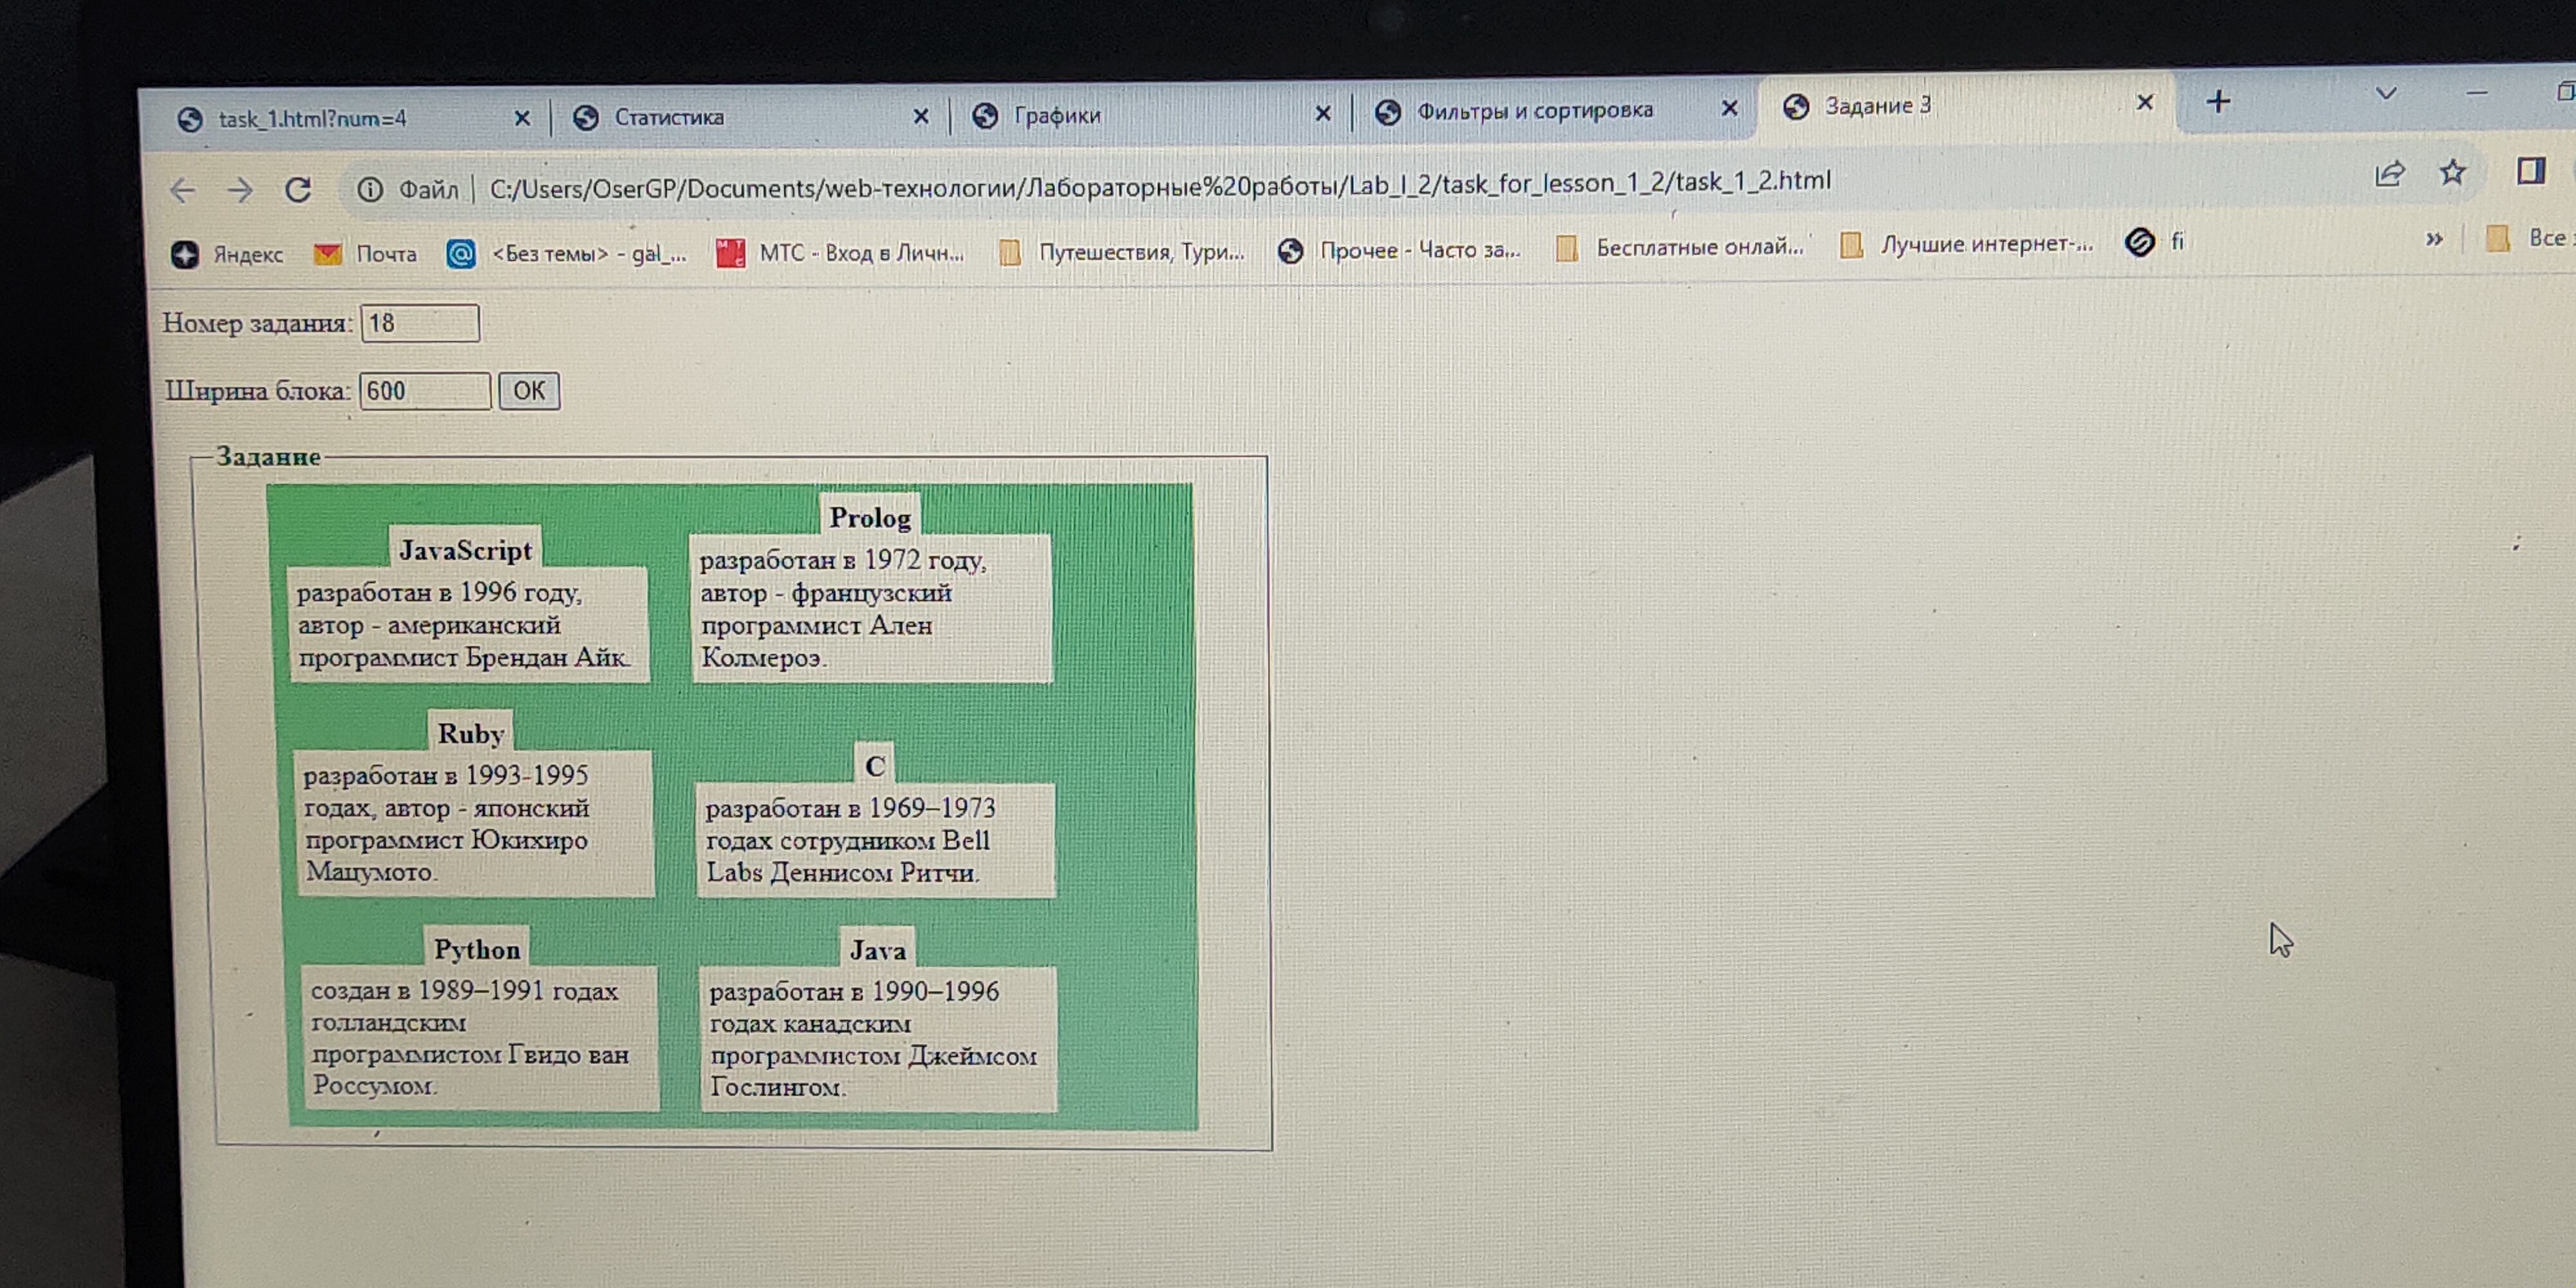 task_1.html?num=4
Статистика
Графики
Фильтры и сортировка
Задание 3
Файл | C:/Users/OserGP/Documents/web-технологии/Лабораторные%20работы/Lab_I_2/task_for_lesson_1_2/task_1_2.html
Яндекс
Почта
<Без темы> - gal_...
МТС - Вход в Личн...
Путешествия, Тури...
Прочее - Часто за...
Бесплатные онлай...
Лучшие интернет-...
fi
»
Все
Номер задания: 18
Ширина блока: 600 OK
Задание
JavaScript
разработан в 1996 году,
автор - американский
программист Брендан Айк.
Prolog
разработан в 1972 году,
автор - французский
программист Ален
Колмероэ.
Ruby
разработан в 1993-1995
годах, автор - японский
программист Юкихиро
Мацумото.
C
разработан в 1969–1973
годах сотрудником Bell
Labs Деннисом Ритчи.
Python
создан в 1989–1991 годах
голландским
программистом Гвидо ван
Россумом.
Java
разработан в 1990–1996
годах канадским
программистом Джеймсом
Гослингом.